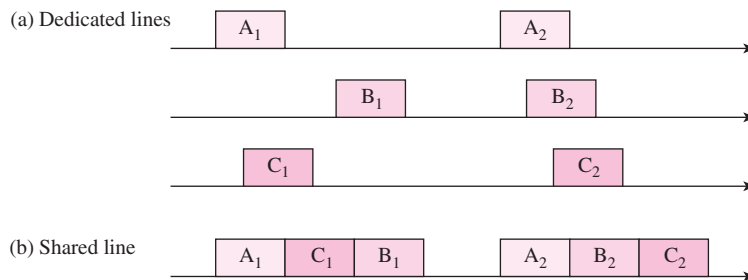 (a) Dedicated lines
A₁ A₂
B₁ B₂
C₁ C₂
(b) Shared line
A₁ C₁ B₁ A₂ B₂ C₂